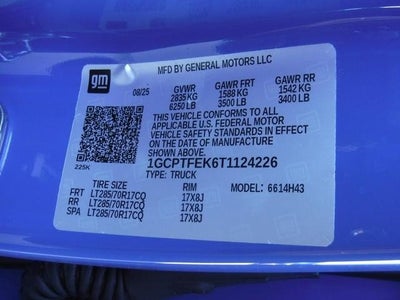 gm
MFD BY GENERAL MOTORS LLC
08/25 GVWR GAWR FRT GAWR RR
2835 KG 1588 KG 1542 KG
6250 LB 3500 LB 3400 LB
THIS VEHICLE CONFORMS TO ALL
APPLICABLE U.S. FEDERAL MOTOR
VEHICLE SAFETY STANDARDS IN EFFECT
ON THE DATE OF MANUFACTURE
SHOWN ABOVE.
1GCPTFEK6T1124226
225K TYPE: TRUCK
TIRE SIZE RIM MODEL: 6614H43
FRT LT285/70R17CQ 17X8J
RR LT285/70R17CQ 17X8J
SPA LT285/70R17CQ 17X8J